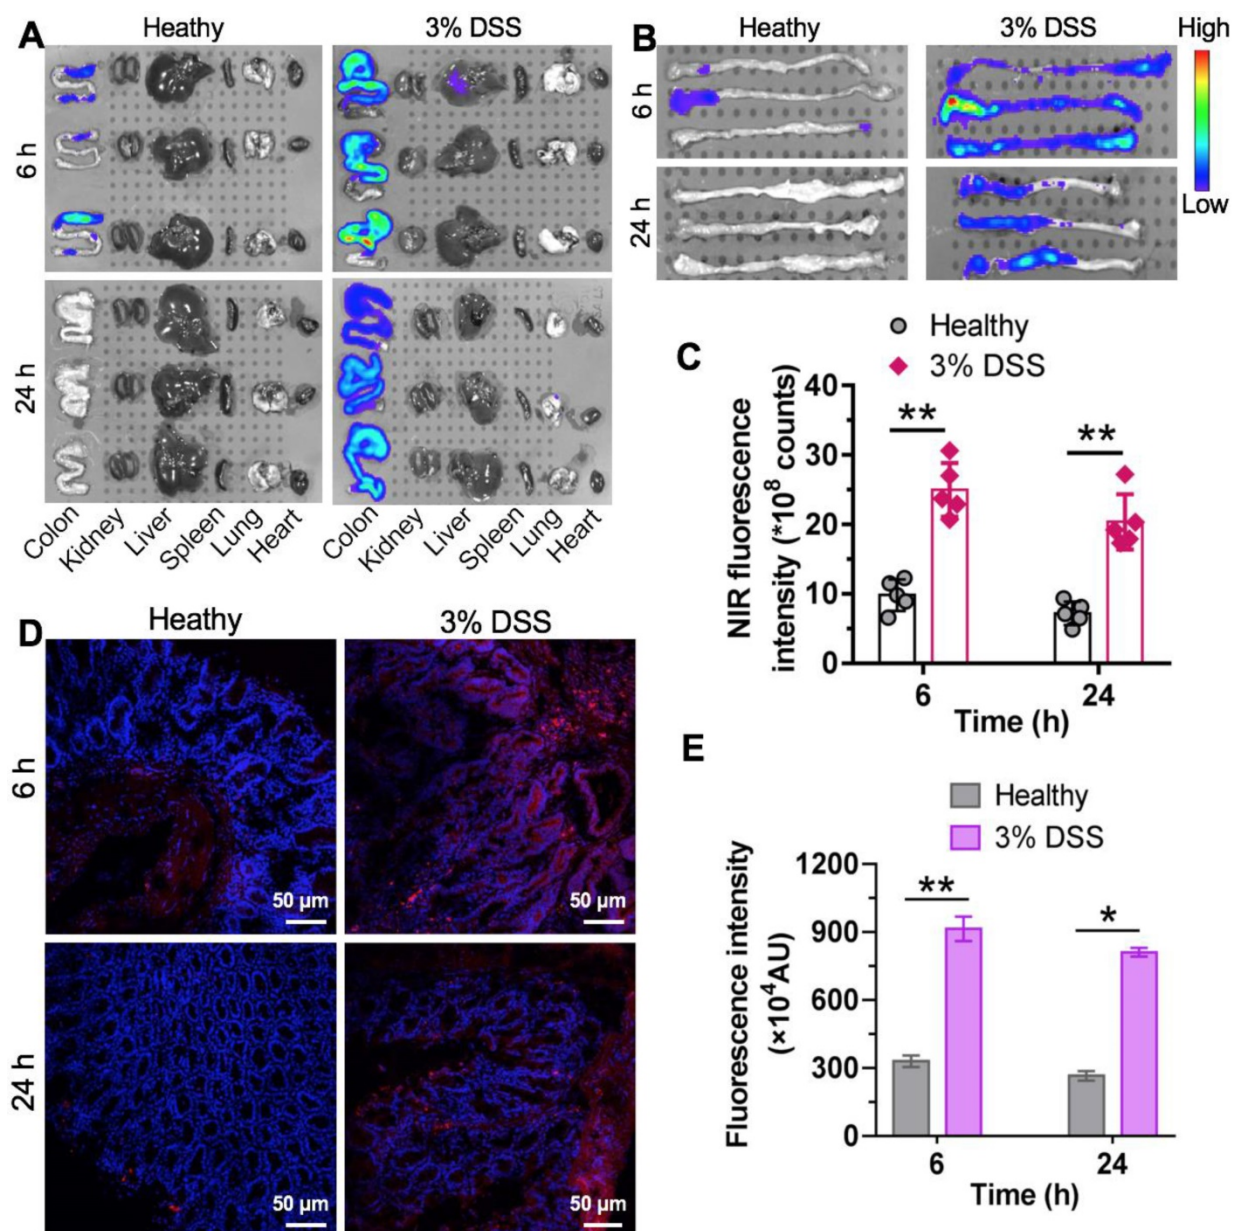 A
Heathy
3% DSS
6 h
24 h
Colon
Kidney
Liver
Spleen
Lung
Heart
Colon
Kidney
Liver
Spleen
Lung
Heart
B
Heathy
3% DSS
High
6 h
24 h
Low
C
Healthy
3% DSS
NIR fluorescence
intensity (*10⁸ counts)
40
30
20
10
0
**
**
6
24
Time (h)
D
Heathy
3% DSS
6 h
50 µm
50 µm
24 h
50 µm
50 µm
E
Healthy
3% DSS
Fluorescence intensity
(×10⁴AU)
1200
900
600
300
0
**
*
6
24
Time (h)